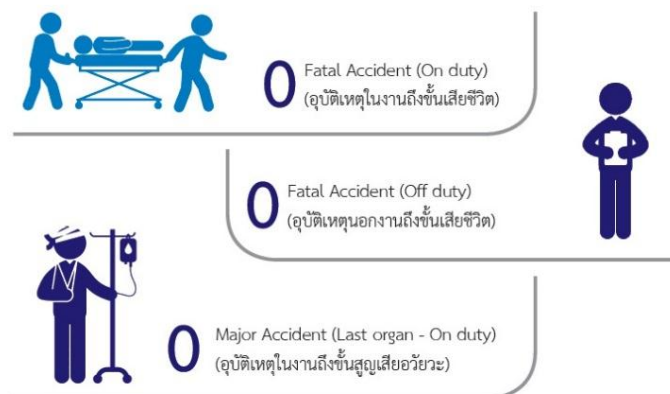 0 Fatal Accident (On duty)
(อุบัติเหตุในงานถึงขั้นเสียชีวิต)
0 Fatal Accident (Off duty)
(อุบัติเหตุนอกงานถึงขั้นเสียชีวิต)
0 Major Accident (Last organ - On duty)
(อุบัติเหตุในงานถึงขั้นสูญเสียอวัยวะ)